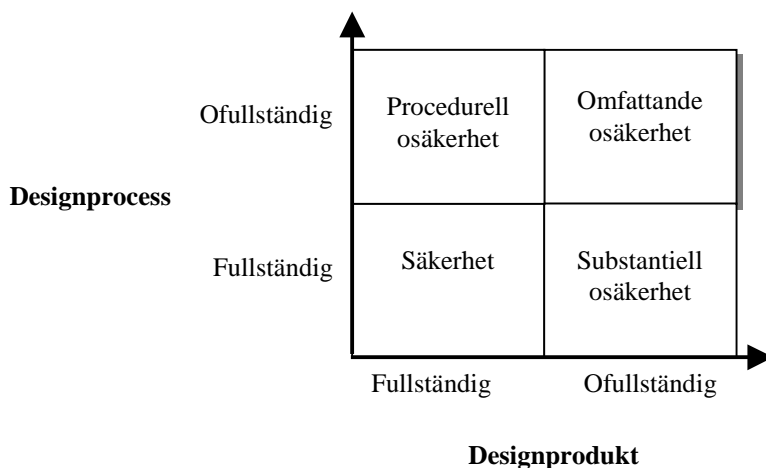 Ofullständig
Procedurell
osäkerhet
Omfattande
osäkerhet
Designprocess
Fullständig
Säkerhet
Substantiell
osäkerhet
Fullständig
Ofullständig
Designprodukt